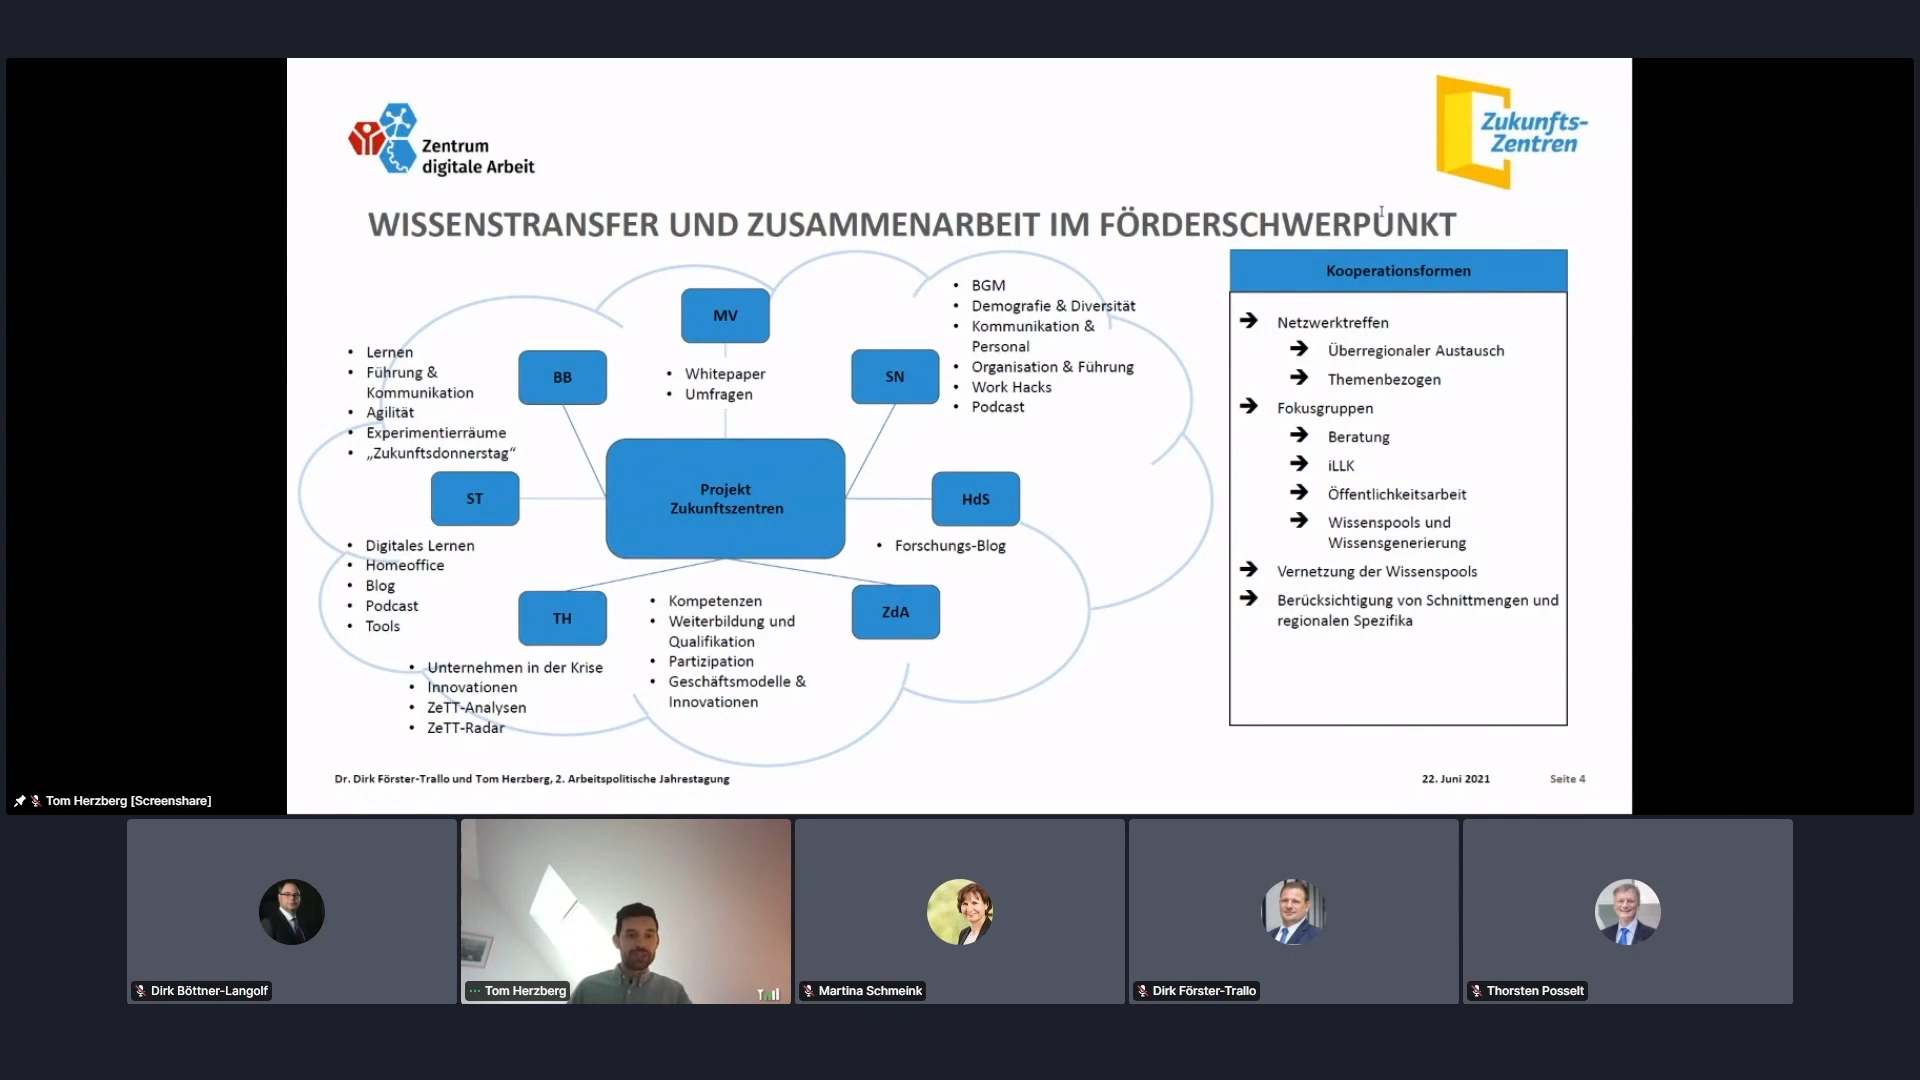 Zentrum
digitale Arbeit
Zukunfts-
Zentren
WISSENSTRANSFER UND ZUSAMMENARBEIT IM FÖRDERSCHWERPUNKT
MV
• Whitepaper
• Umfragen
BB
• Lernen
• Führung &
Kommunikation
• Agilität
• Experimentierräume
• „Zukunftsdonnerstag“
SN
• BGM
• Demografie & Diversität
• Kommunikation &
Personal
• Organisation & Führung
• Work Hacks
• Podcast
Projekt
Zukunftszentren
ST
• Digitales Lernen
• Homeoffice
• Blog
• Podcast
• Tools
HdS
• Forschungs-Blog
TH
• Unternehmen in der Krise
• Innovationen
• ZeTT-Analysen
• ZeTT-Radar
ZdA
• Kompetenzen
• Weiterbildung und
Qualifikation
• Partizipation
• Geschäftsmodelle &
Innovationen
Kooperationsformen
➔ Netzwerktreffen
➔ Überregionaler Austausch
➔ Themenbezogen
➔ Fokusgruppen
➔ Beratung
➔ iLLK
➔ Öffentlichkeitsarbeit
➔ Wissenspools und
Wissensgenerierung
➔ Vernetzung der Wissenspools
➔ Berücksichtigung von Schnittmengen und
regionalen Spezifika
Dr. Dirk Förster-Trallo und Tom Herzberg, 2. Arbeitspolitische Jahrestagung
22. Juni 2021
Seite 4
Tom Herzberg [Screenshare]
Dirk Böttner-Langolf
Tom Herzberg
Martina Schmeink
Dirk Förster-Trallo
Thorsten Posselt